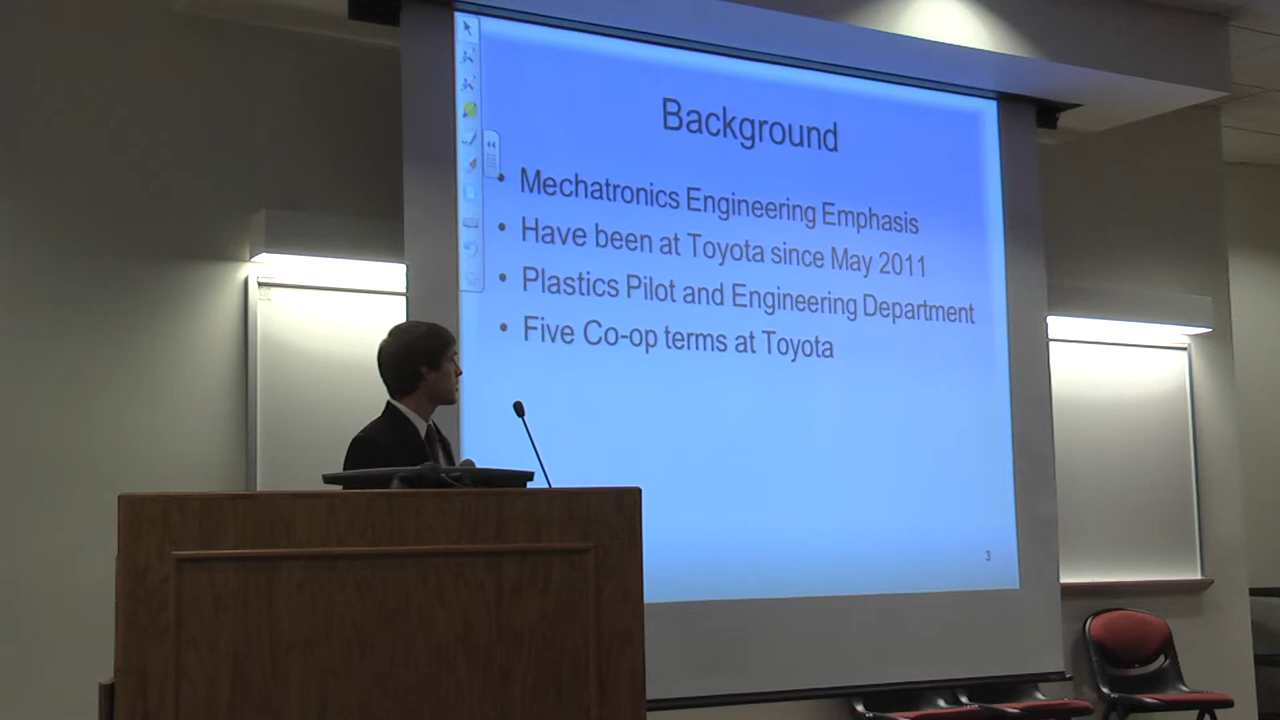 Background
• Mechatronics Engineering Emphasis
• Have been at Toyota since May 2011
• Plastics Pilot and Engineering Department
• Five Co-op terms at Toyota
3